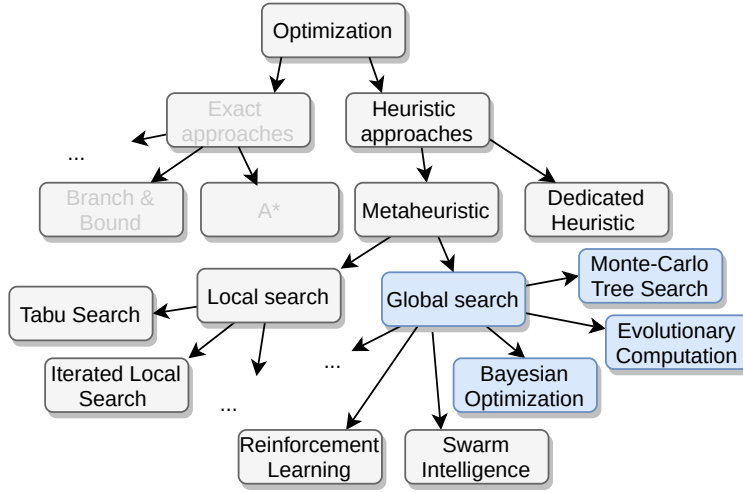 Optimization
Exact
approaches
Heuristic
approaches
...
Branch &
Bound
A*
Metaheuristic
Dedicated
Heuristic
Local search
Global search
Monte-Carlo
Tree Search
Tabu Search
Evolutionary
Computation
Iterated Local
Search
...
...
Bayesian
Optimization
Reinforcement
Learning
Swarm
Intelligence